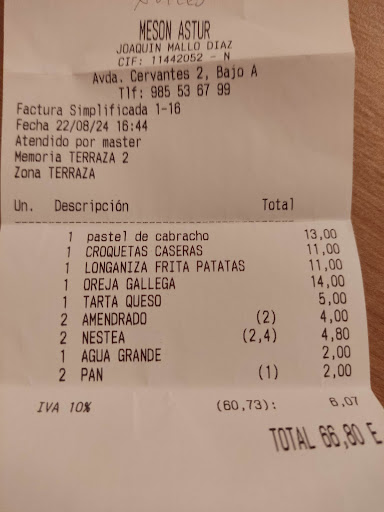 MESON ASTUR
JOAQUIN MALLO DIAZ
CIF: 11442052 - N
Avda. Cervantes 2, Bajo A
Tlf: 985 53 67 99
Factura Simplificada 1-16
Fecha 22/08/24 16:44
Atendido por master
Memoria TERRAZA 2
Zona TERRAZA
Un. Descripción Total
1 pastel de cabracho 13,00
1 CROQUETAS CASERAS 11,00
1 LONGANIZA FRITA PATATAS 11,00
1 OREJA GALLEGA 14,00
1 TARTA QUESO 5,00
2 AMENDRADO (2) 4,00
2 NESTEA (2,4) 4,80
1 AGUA GRANDE 2,00
2 PAN (1) 2,00
IVA 10% (60,73): 6,07
TOTAL 66,80 E